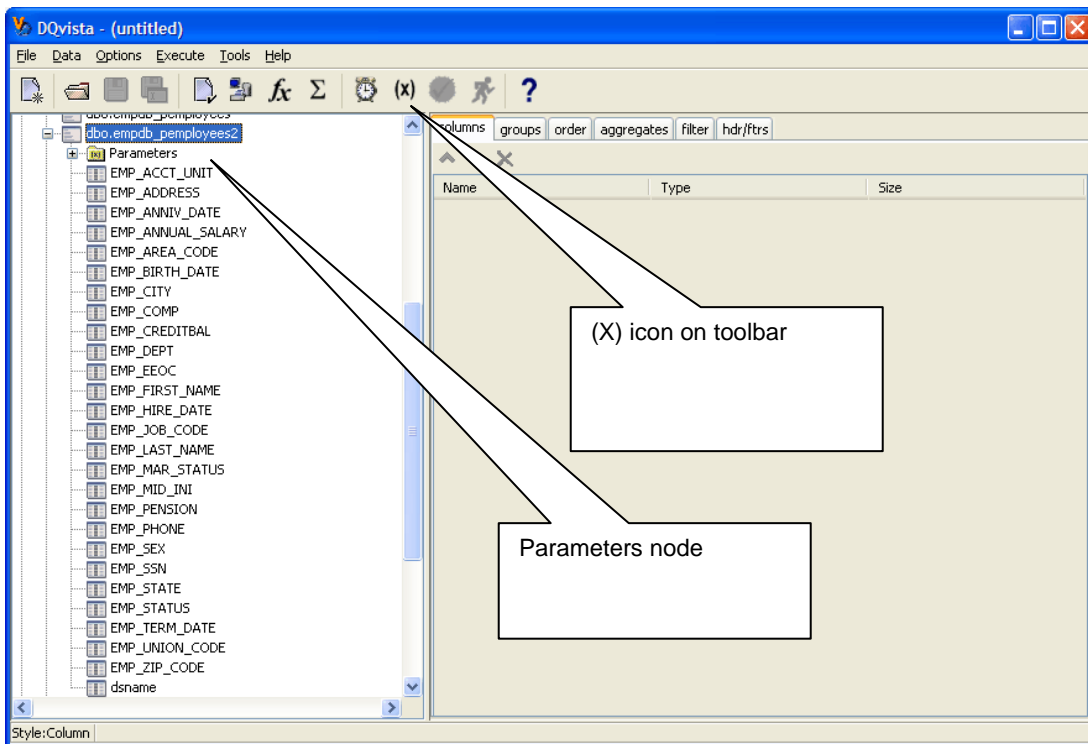 DQvista - (untitled)
File Data Options Execute Tools Help
fx Σ (x) ?
dbo.empdb_pemployees
dbo.empdb_pemployees2
Parameters
EMP_ACCT_UNIT
EMP_ADDRESS
EMP_ANNIV_DATE
EMP_ANNUAL_SALARY
EMP_AREA_CODE
EMP_BIRTH_DATE
EMP_CITY
EMP_COMP
EMP_CREDITBAL
EMP_DEPT
EMP_EEOC
EMP_FIRST_NAME
EMP_HIRE_DATE
EMP_JOB_CODE
EMP_LAST_NAME
EMP_MAR_STATUS
EMP_MID_INI
EMP_PENSION
EMP_PHONE
EMP_SEX
EMP_SSN
EMP_STATE
EMP_STATUS
EMP_TERM_DATE
EMP_UNION_CODE
EMP_ZIP_CODE
dsname
columns groups order aggregates filter hdr/ftrs
Name Type Size
(X) icon on toolbar
Parameters node
Style:Column